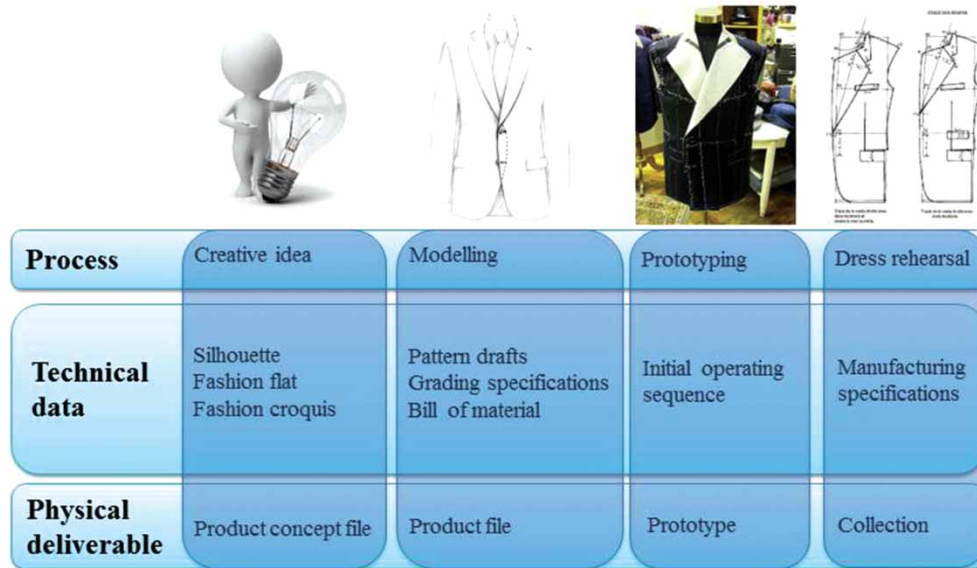 Process
Creative idea
Modelling
Prototyping
Dress rehearsal
Technical
data
Silhouette
Fashion flat
Fashion croquis
Pattern drafts
Grading specifications
Bill of material
Initial operating
sequence
Manufacturing
specifications
Physical
deliverable
Product concept file
Product file
Prototype
Collection